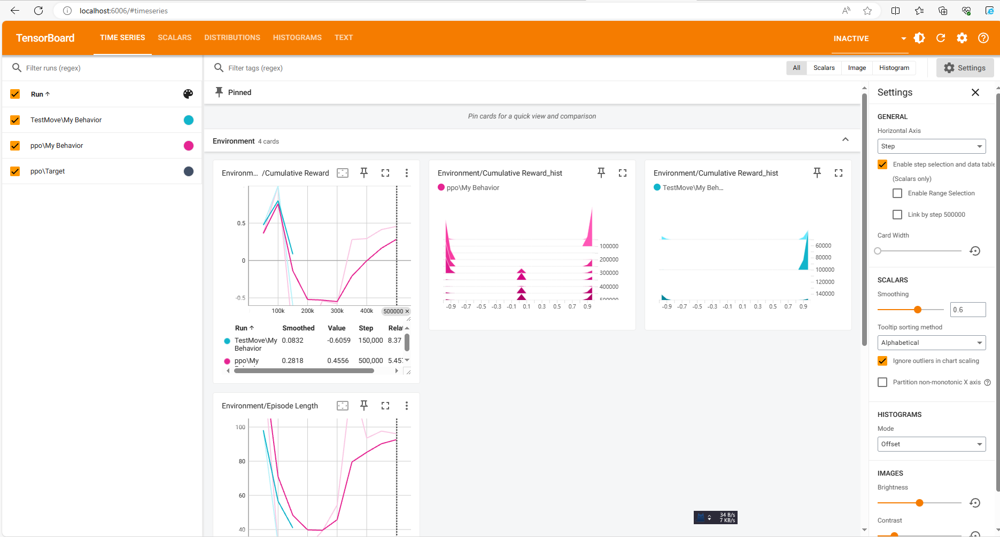 localhost:6006/#timeseries
TensorBoard
TIME SERIES
SCALARS
DISTRIBUTIONS
HISTOGRAMS
TEXT
INACTIVE
Filter runs (regex)
Filter tags (regex)
All
Scalars
Image
Histogram
Settings
Run
TestMove\My Behavior
ppo\My Behavior
ppo\Target
Pinned
Pin cards for a quick view and comparison
Environment 4 cards
Environm… /Cumulative Reward
0.5
0
-0.5
100k 200k 300k 400k 500000
Run Smoothed Value Step Relat
TestMove\My 0.0832 -0.6059 150,000 8.37
Behavior
ppo\My 0.2818 0.4556 500,000 5.457
Environment/Cumulative Reward_hist
ppo\My Behavior
100000
200000
300000
400000
500000
-0.9 -0.7 -0.5 -0.3 -0.1 0.1 0.3 0.5 0.7 0.9
Environment/Cumulative Reward_hist
TestMove\My Beh…
60000
80000
100000
120000
140000
-0.9 -0.7 -0.5 -0.3 -0.1 0.1 0.3 0.5 0.7 0.9
Environment/Episode Length
100
80
60
40
Settings
GENERAL
Horizontal Axis
Step
Enable step selection and data table
(Scalars only)
Enable Range Selection
Link by step 500000
Card Width
SCALARS
Smoothing
0.6
Tooltip sorting method
Alphabetical
Ignore outliers in chart scaling
Partition non-monotonic X axis
HISTOGRAMS
Mode
Offset
IMAGES
Brightness
Contrast
34 B/s
7 KB/s